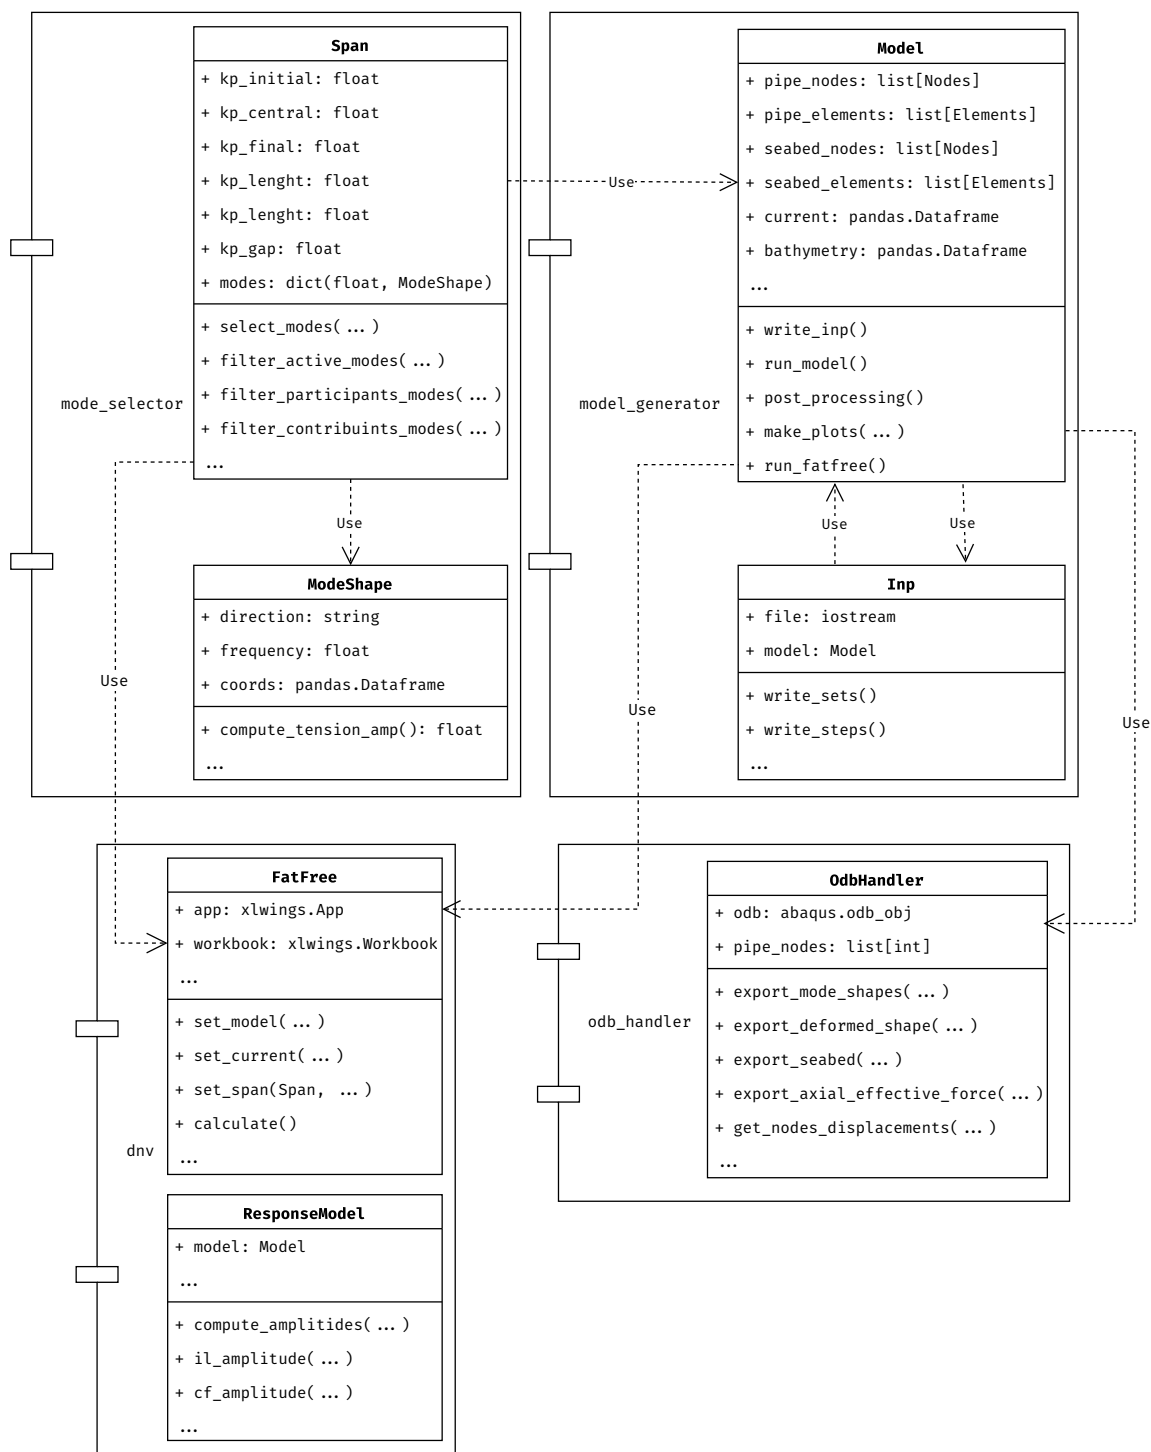 Span
+ kp_initial: float
+ kp_central: float
+ kp_final: float
+ kp_lenght: float
+ kp_lenght: float
+ kp_gap: float
+ modes: dict(float, ModeShape)
+ select_modes(...)
+ filter_active_modes(...)
+ filter_participants_modes(...)
+ filter_contribuints_modes(...)
...
mode_selector
Use
Use
ModeShape
+ direction: string
+ frequency: float
+ coords: pandas.Dataframe
+ compute_tension_amp(): float
...
Use
Model
+ pipe_nodes: list[Nodes]
+ pipe_elements: list[Elements]
+ seabed_nodes: list[Nodes]
+ seabed_elements: list[Elements]
+ current: pandas.Dataframe
+ bathymetry: pandas.Dataframe
...
+ write_inp()
+ run_model()
+ post_processing()
+ make_plots(...)
+ run_fatfree()
model_generator
Use
Use
Inp
+ file: iostream
+ model: Model
+ write_sets()
+ write_steps()
...
Use
Use
FatFree
+ app: xlwings.App
+ workbook: xlwings.Workbook
...
+ set_model(...)
+ set_current(...)
+ set_span(Span, ...)
+ calculate()
...
dnv
ResponseModel
+ model: Model
...
+ compute_amplitides(...)
+ il_amplitude(...)
+ cf_amplitude(...)
...
OdbHandler
+ odb: abaqus.odb_obj
+ pipe_nodes: list[int]
+ export_mode_shapes(...)
+ export_deformed_shape(...)
+ export_seabed(...)
+ export_axial_effective_force(...)
+ get_nodes_displacements(...)
...
odb_handler